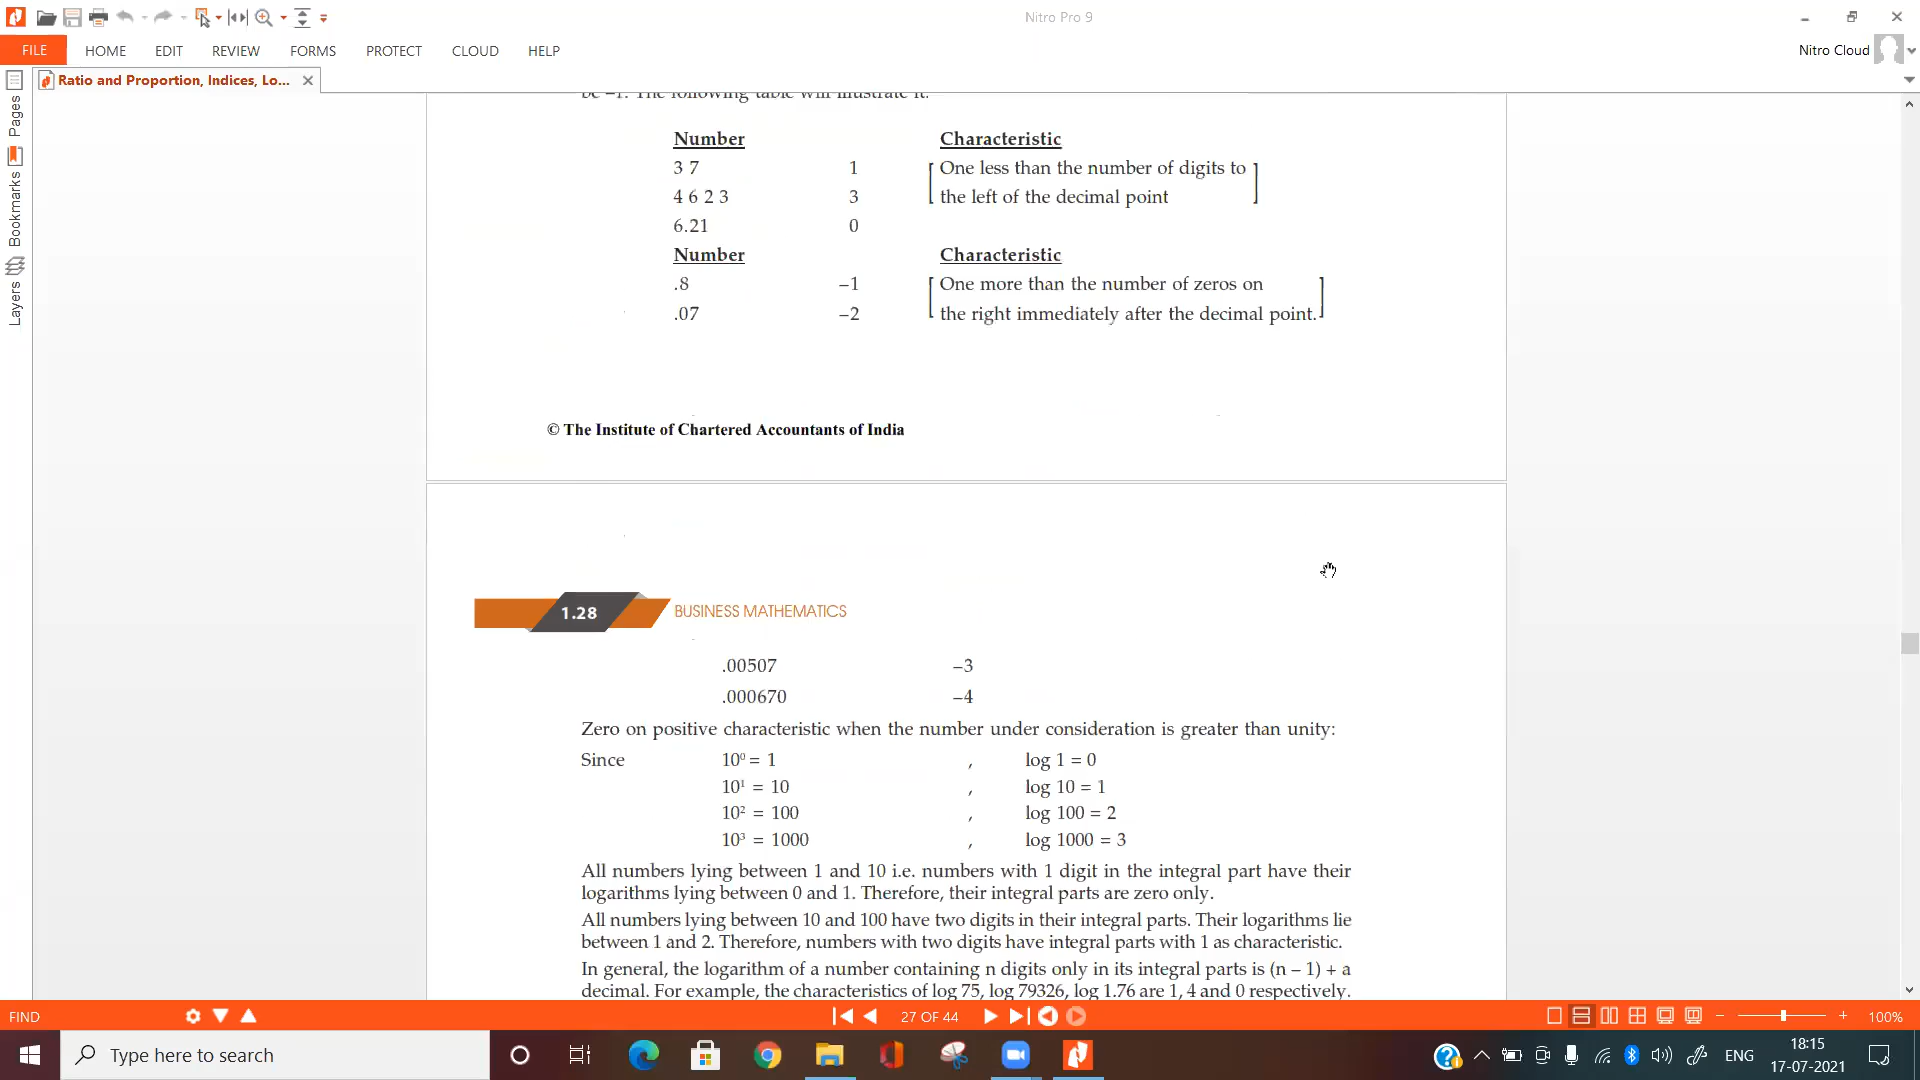 Nitro Pro 9
FILE HOME EDIT REVIEW FORMS PROTECT CLOUD HELP
Nitro Cloud
Ratio and Proportion, Indices, Lo...
Pages
Bookmarks
Layers
be –1. The following table will illustrate it.
Number Characteristic
3 7 1 One less than the number of digits to
4 6 2 3 3 the left of the decimal point
6.21 0
Number Characteristic
.8 –1 One more than the number of zeros on
.07 –2 the right immediately after the decimal point.
© The Institute of Chartered Accountants of India
1.28 BUSINESS MATHEMATICS
.00507 –3
.000670 –4
Zero on positive characteristic when the number under consideration is greater than unity:
Since 10⁰ = 1 , log 1 = 0
10¹ = 10 , log 10 = 1
10² = 100 , log 100 = 2
10³ = 1000 , log 1000 = 3
All numbers lying between 1 and 10 i.e. numbers with 1 digit in the integral part have their
logarithms lying between 0 and 1. Therefore, their integral parts are zero only.
All numbers lying between 10 and 100 have two digits in their integral parts. Their logarithms lie
between 1 and 2. Therefore, numbers with two digits have integral parts with 1 as characteristic.
In general, the logarithm of a number containing n digits only in its integral parts is (n – 1) + a
decimal. For example, the characteristics of log 75, log 79326, log 1.76 are 1, 4 and 0 respectively.
FIND 27 OF 44 100%
Type here to search
ENG
18:15
17-07-2021